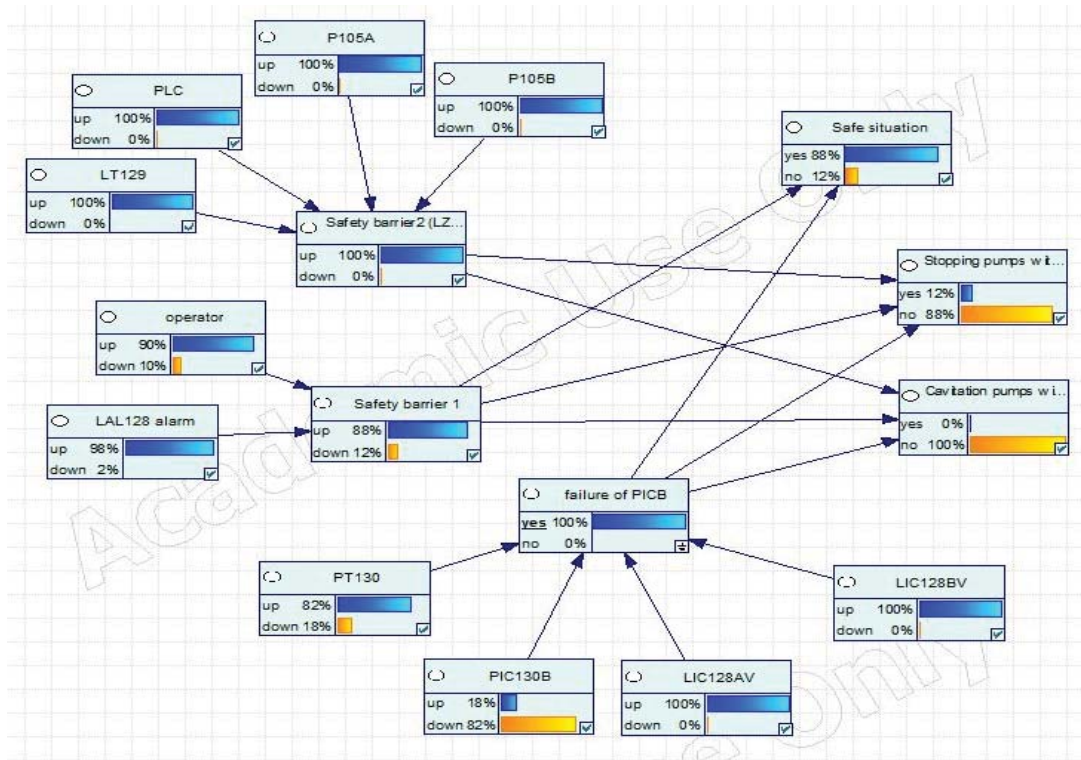 P105A
up 100%
down 0%
P105B
up 100%
down 0%
PLC
up 100%
down 0%
LT129
up 100%
down 0%
Safety barrier2 (LZ...
up 100%
down 0%
Safe situation
yes 88%
no 12%
Stopping pumps wit...
yes 12%
no 88%
operator
up 90%
down 10%
Safety barrier 1
up 88%
down 12%
LAL128 alarm
up 98%
down 2%
Cavitation pumps wi...
yes 0%
no 100%
failure of PICB
yes 100%
no 0%
PT130
up 82%
down 18%
LIC128BV
up 100%
down 0%
PIC130B
up 18%
down 82%
LIC128AV
up 100%
down 0%
Academic Use Only
Use Only